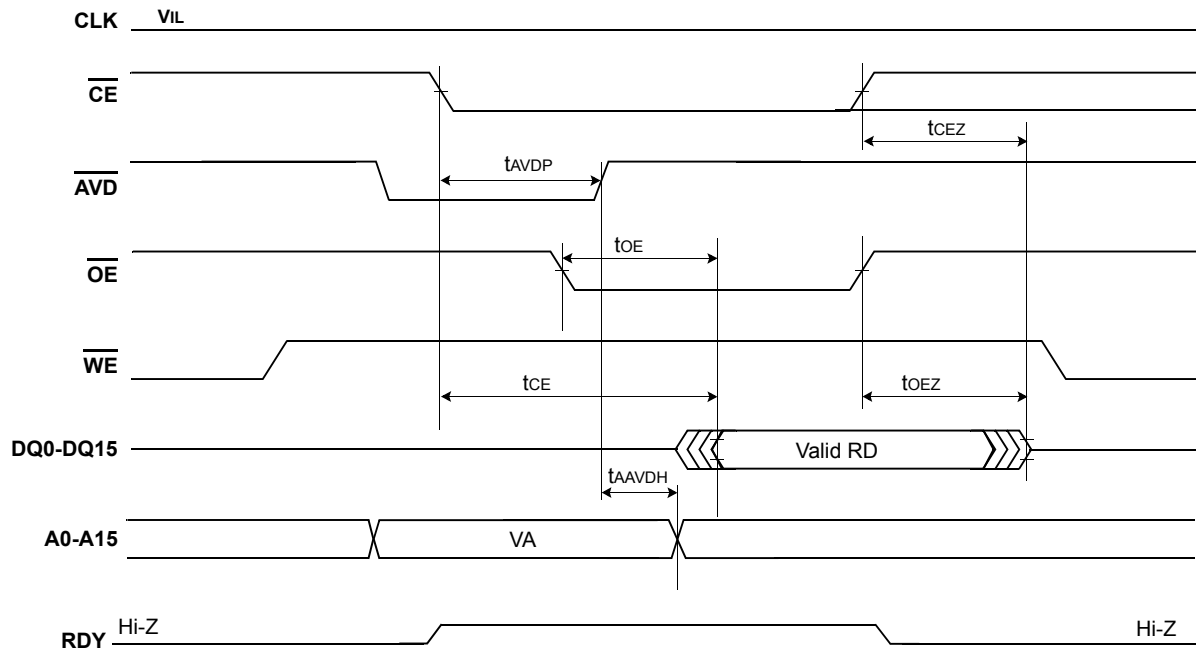 CLK VIL
CE
tCEZ
tAVDP
AVD
tOE
OE
WE
tCE
tOEZ
DQ0-DQ15 Valid RD
tAAVDH
A0-A15 VA
RDY Hi-Z Hi-Z